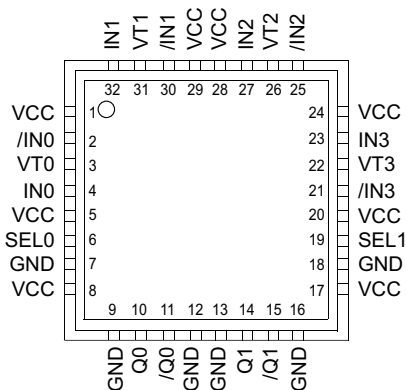 IN1 VT1 /IN1 VCC VCC IN2 VT2 /IN2
32 31 30 29 28 27 26 25
VCC 1 24 VCC
/IN0 2 23 IN3
VT0 3 22 VT3
IN0 4 21 /IN3
VCC 5 20 VCC
SEL0 6 19 SEL1
GND 7 18 GND
VCC 8 17 VCC
9 10 11 12 13 14 15 16
GND Q0 /Q0 GND GND Q1 /Q1 GND